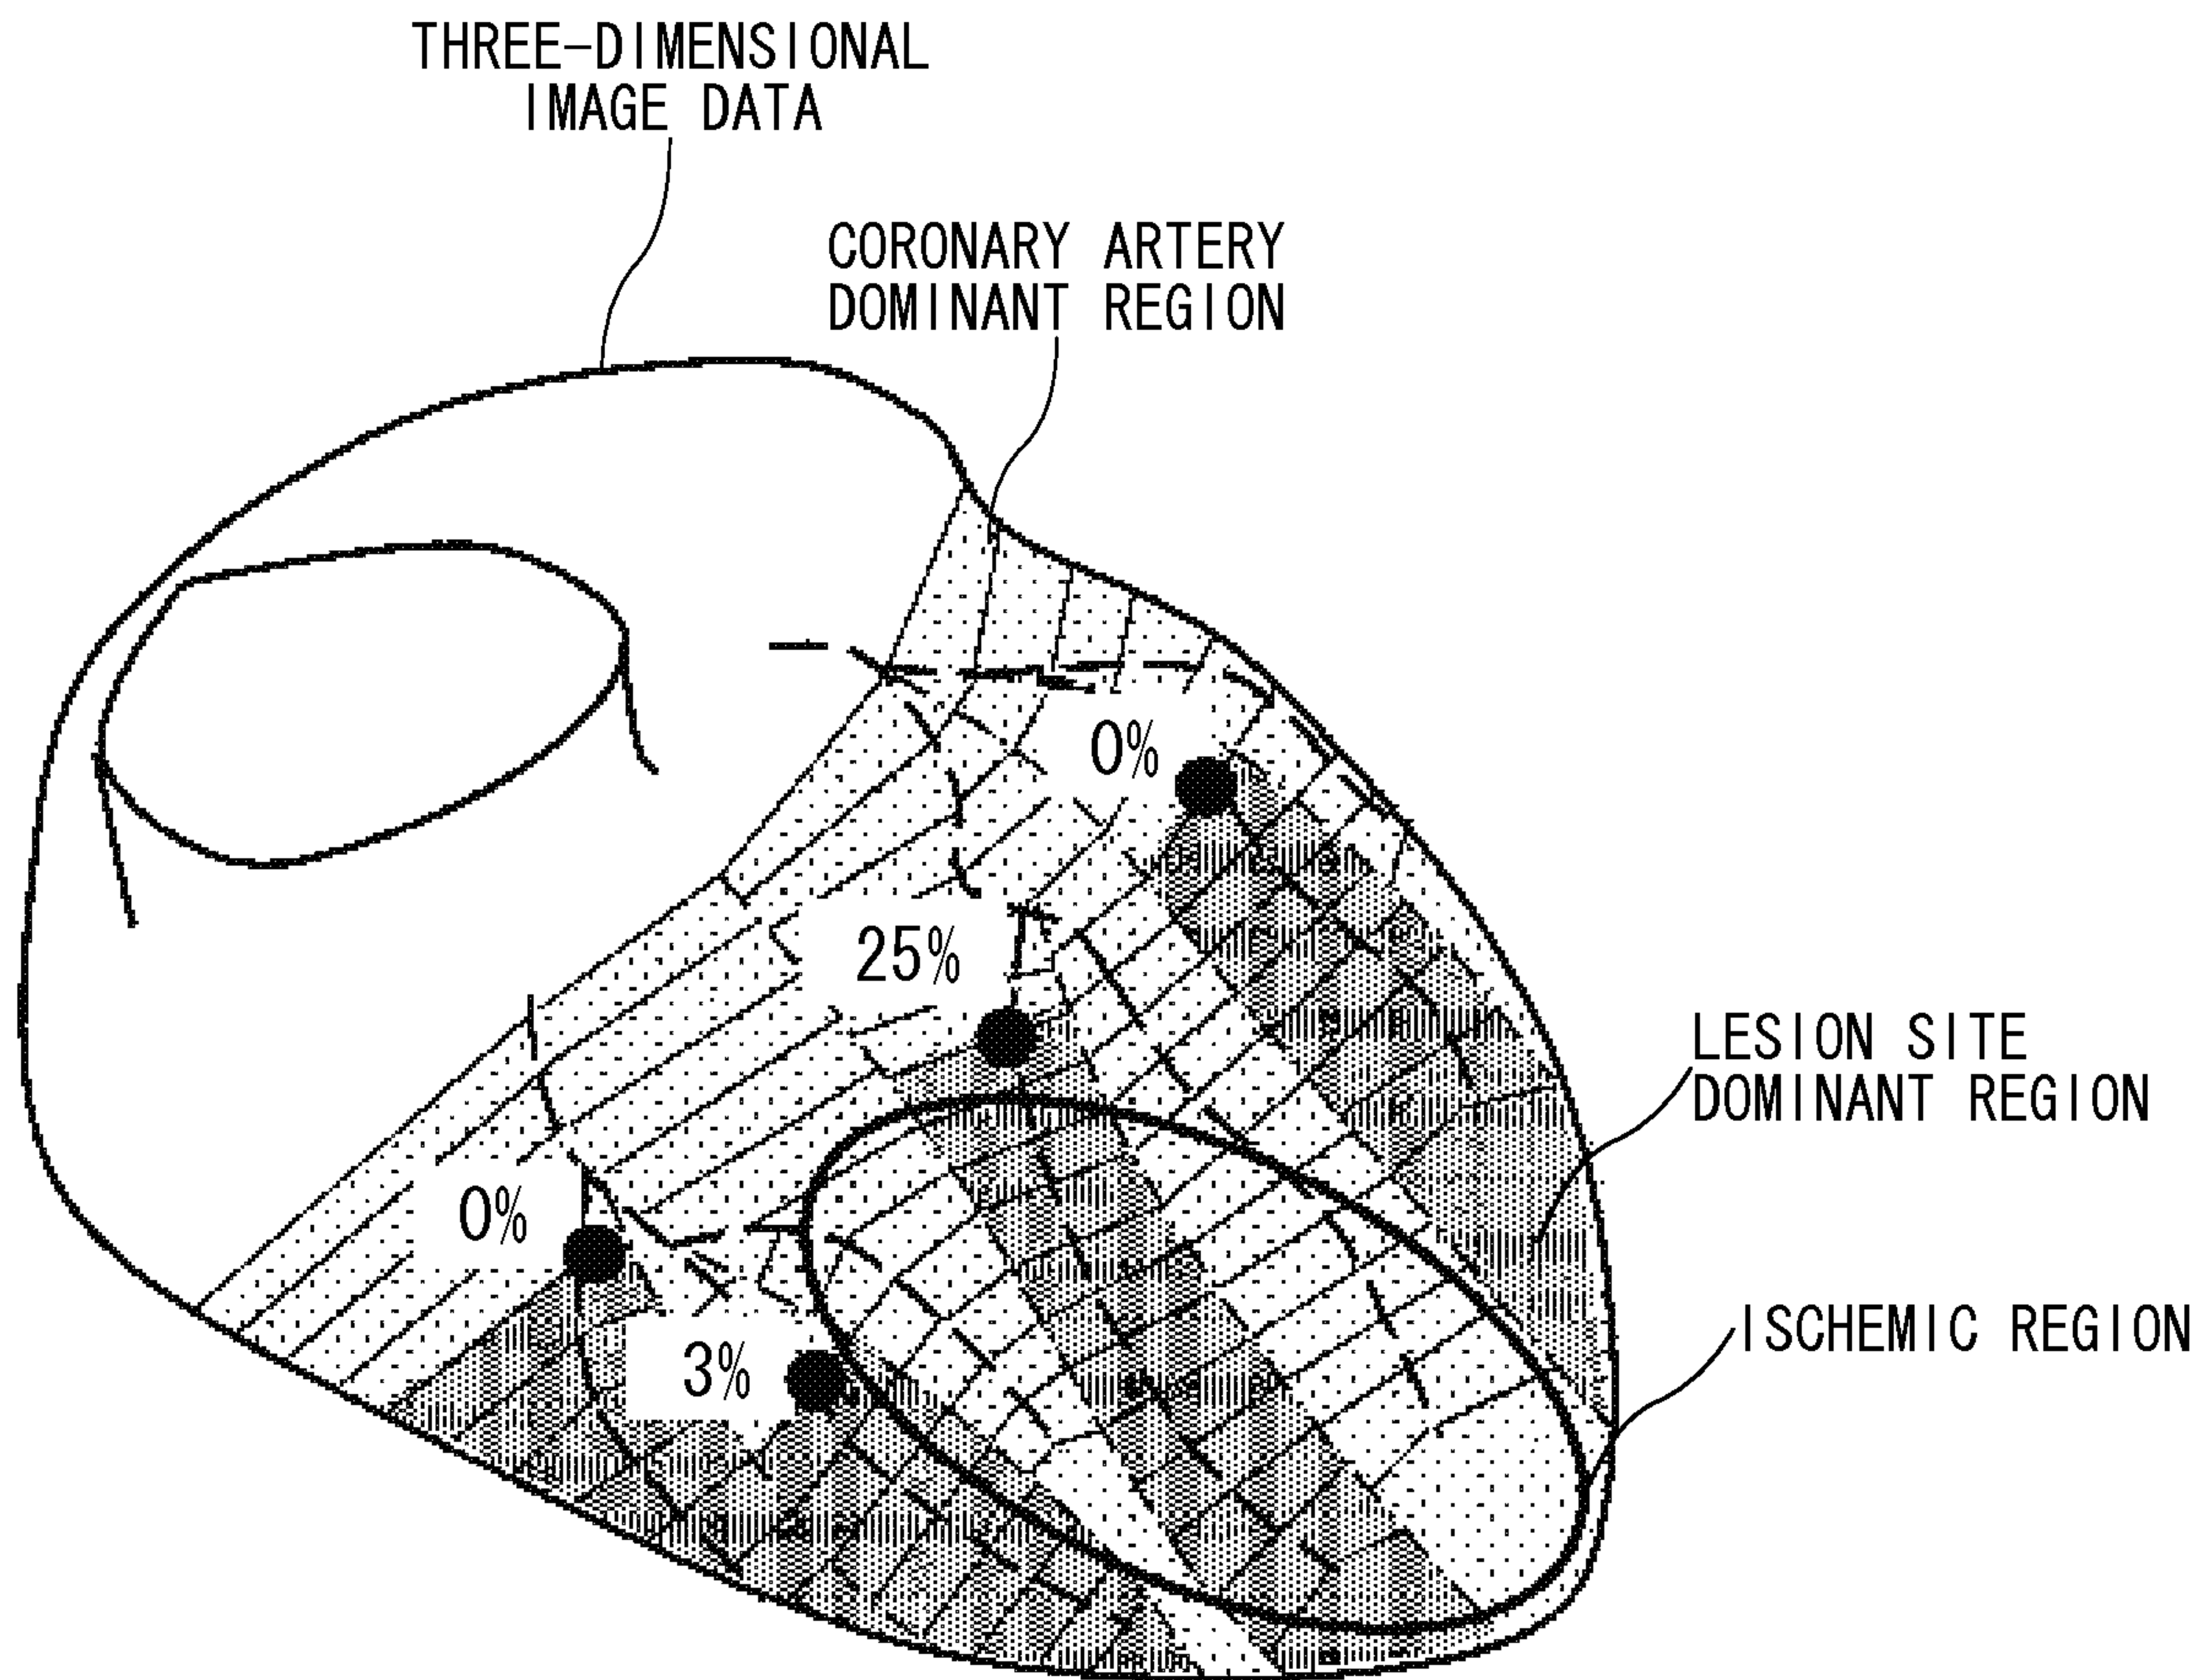 THREE-DIMENSIONAL
IMAGE DATA
CORONARY ARTERY
DOMINANT REGION
0%
25%
LESION SITE
DOMINANT REGION
0%
ISCHEMIC REGION
3%